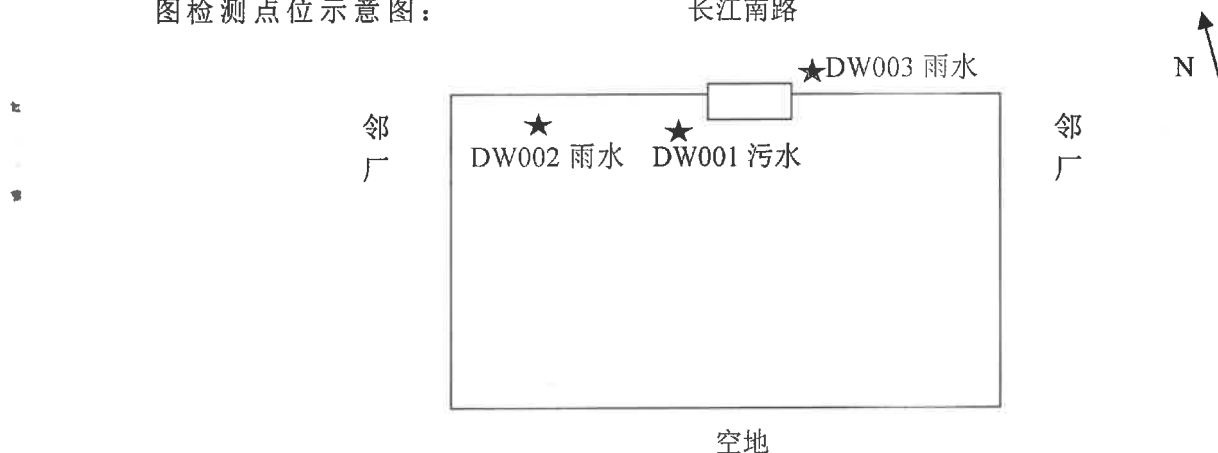 图检测点位示意图：
长江南路
★DW003 雨水
N
邻厂
邻厂
★
★
DW002 雨水
DW001 污水
空地